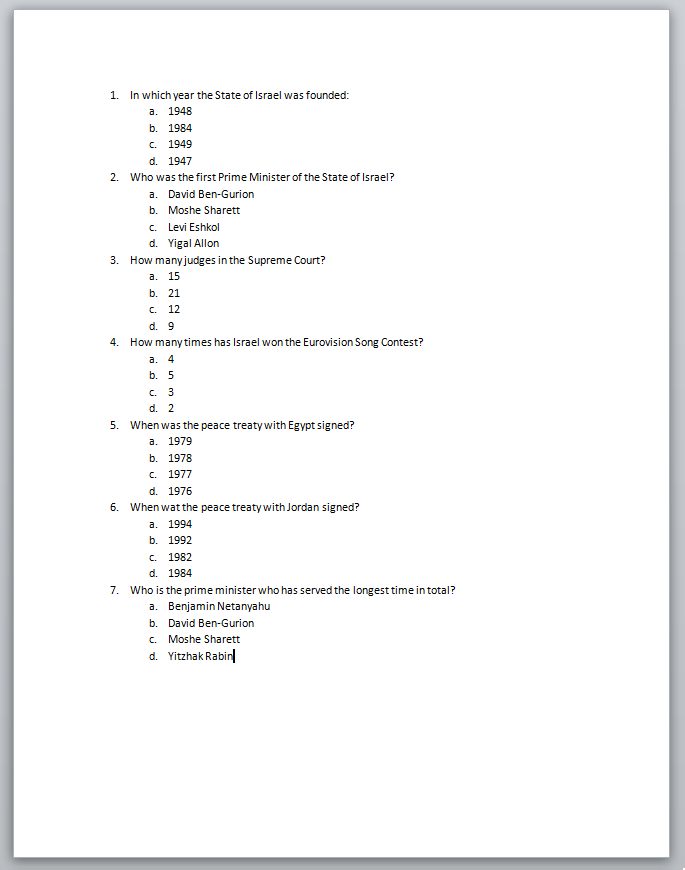 1. In which year the State of Israel was founded:
a. 1948
b. 1984
c. 1949
d. 1947
2. Who was the first Prime Minister of the State of Israel?
a. David Ben-Gurion
b. Moshe Sharett
c. Levi Eshkol
d. Yigal Allon
3. How many judges in the Supreme Court?
a. 15
b. 21
c. 12
d. 9
4. How many times has Israel won the Eurovision Song Contest?
a. 4
b. 5
c. 3
d. 2
5. When was the peace treaty with Egypt signed?
a. 1979
b. 1978
c. 1977
d. 1976
6. When wat the peace treaty with Jordan signed?
a. 1994
b. 1992
c. 1982
d. 1984
7. Who is the prime minister who has served the longest time in total?
a. Benjamin Netanyahu
b. David Ben-Gurion
c. Moshe Sharett
d. Yitzhak Rabin